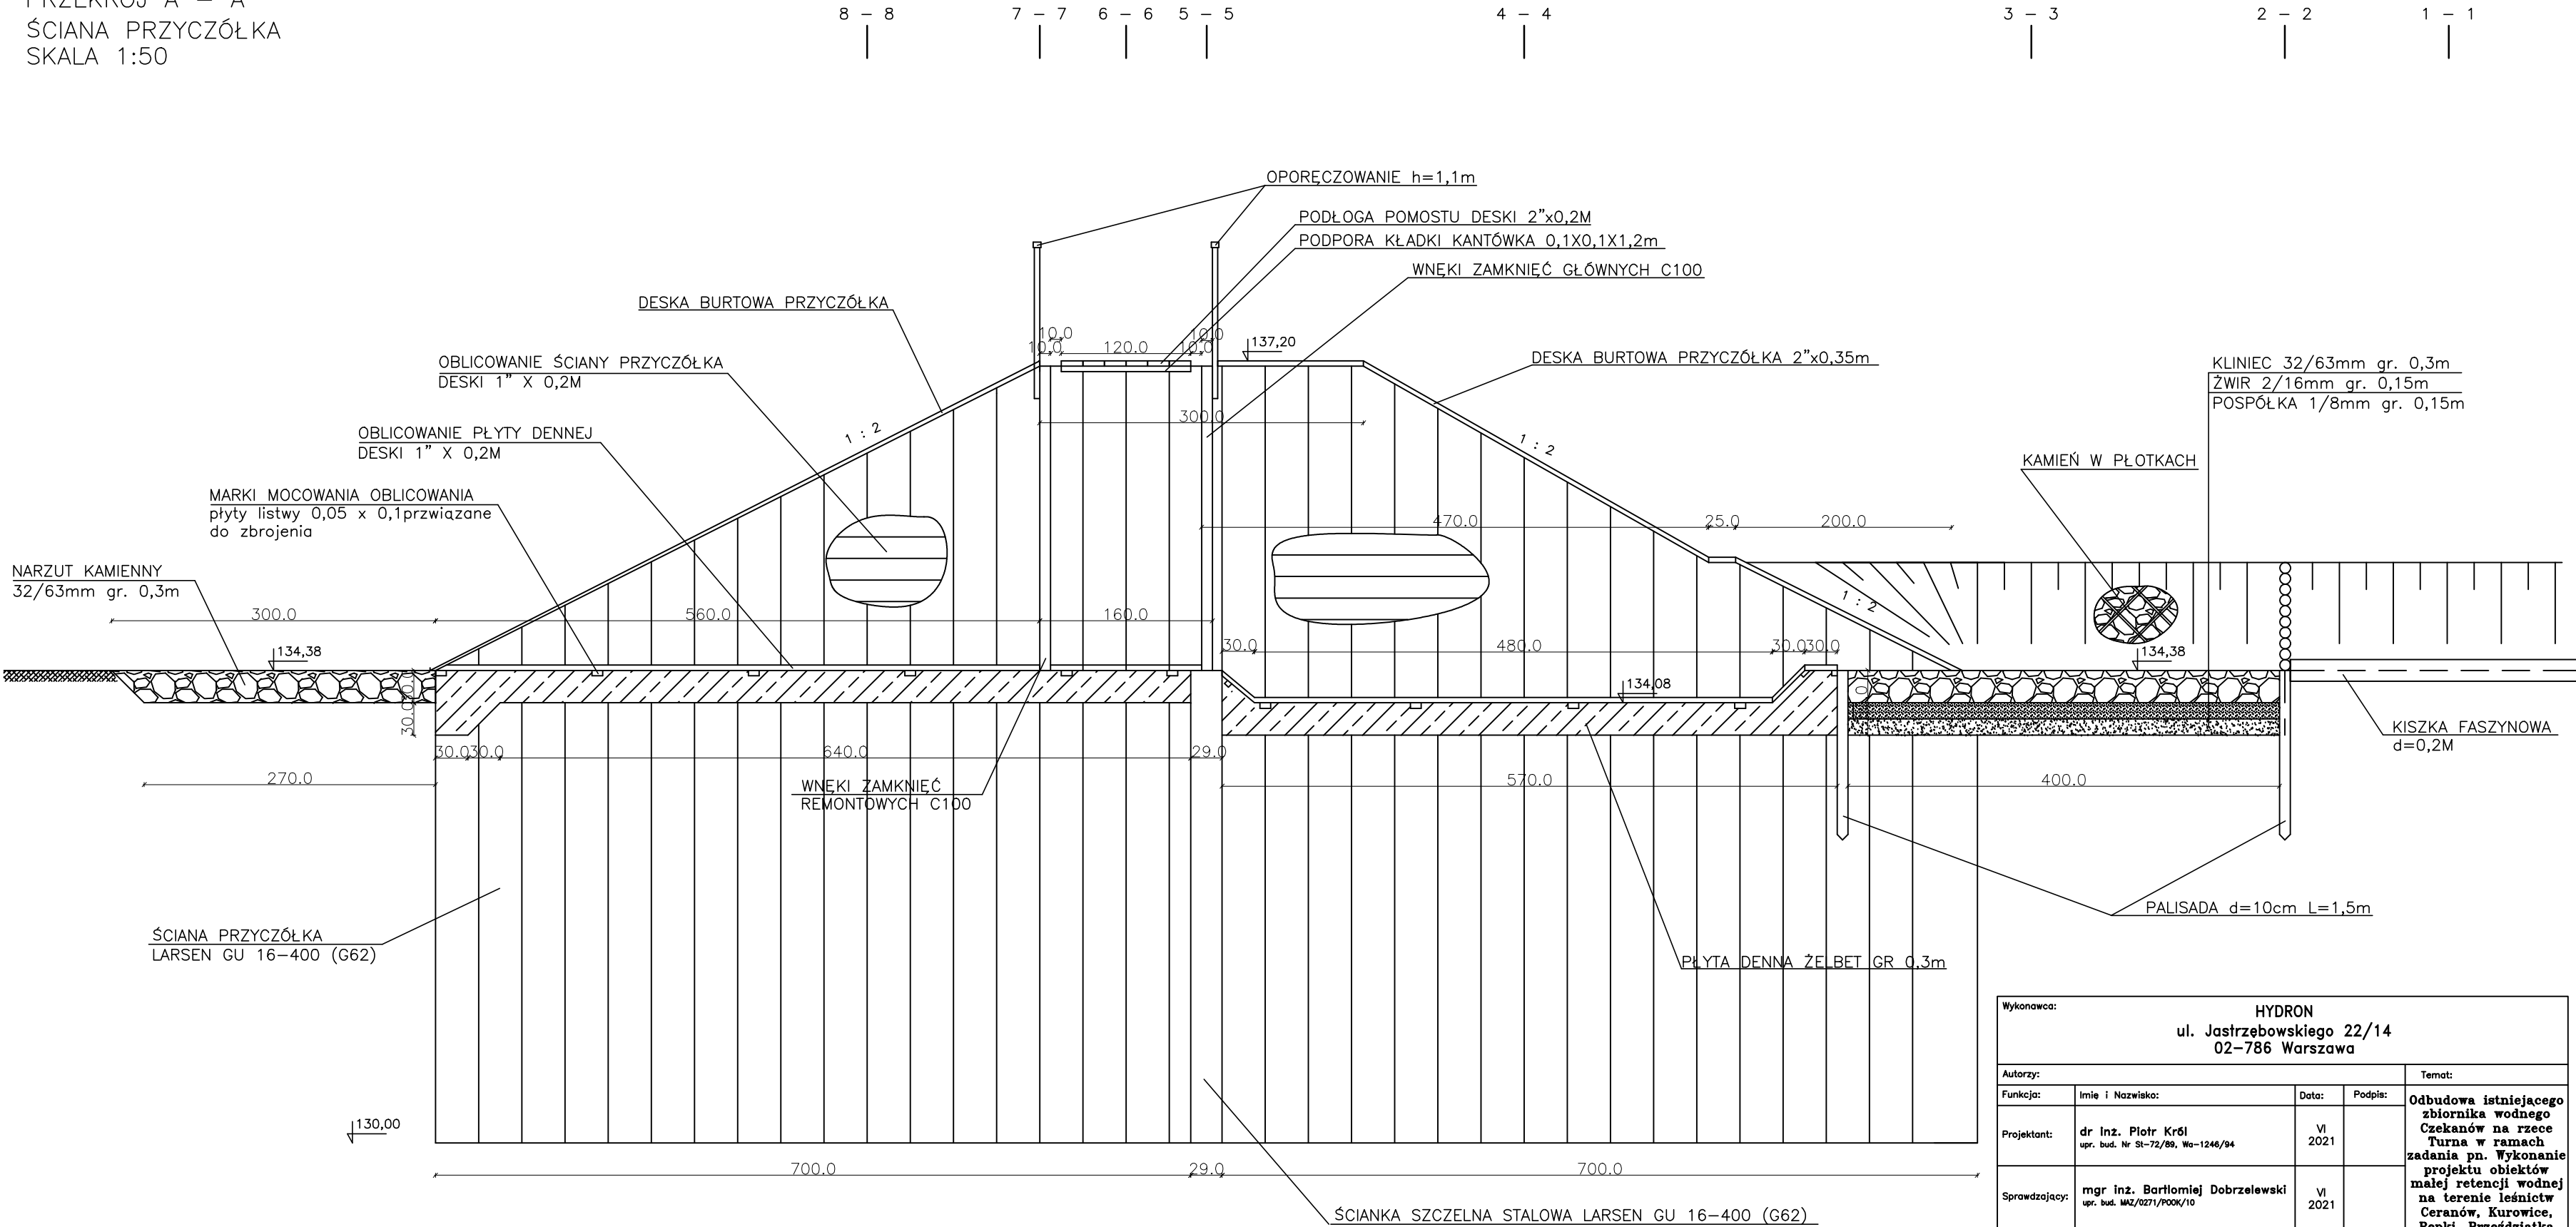 PRZEKRÓJ A – A
ŚCIANA PRZYCZÓŁKA
SKALA 1:50
8 – 8
7 – 7
6 – 6
5 – 5
4 – 4
3 – 3
2 – 2
1 – 1
OPORĘCZOWANIE h=1,1m
PODŁOGA POMOSTU DESKI 2"x0,2M
PODPORA KŁADKI KANTÓWKA 0,1X0,1X1,2m
WNĘKI ZAMKNIĘĆ GŁÓWNYCH C100
DESKA BURTOWA PRZYCZÓŁKA
10.0
10.0
10.0
120.0
10.0
137,20
OBLICOWANIE ŚCIANY PRZYCZÓŁKA
DESKI 1" X 0,2M
DESKA BURTOWA PRZYCZÓŁKA 2"x0,35m
KLINIEC 32/63mm gr. 0,3m
ŻWIR 2/16mm gr. 0,15m
POSPÓŁKA 1/8mm gr. 0,15m
300.0
1 : 2
1 : 2
OBLICOWANIE PŁYTY DENNEJ
DESKI 1" X 0,2M
KAMIEŃ W PŁOTKACH
MARKI MOCOWANIA OBLICOWANIA
płyty listwy 0,05 x 0,1przwiązane
do zbrojenia
470.0
25.0
200.0
NARZUT KAMIENNY
32/63mm gr. 0,3m
1 : 2
300.0
560.0
160.0
30.0
480.0
30.0
30.0
134,38
134,38
134,08
30.0
30.0
30.0
30.0
640.0
29.0
KISZKA FASZYNOWA
d=0,2M
270.0
WNĘKI ZAMKNIĘĆ
REMONTOWYCH C100
570.0
400.0
PALISADA d=10cm L=1,5m
ŚCIANA PRZYCZÓŁKA
LARSEN GU 16–400 (G62)
PŁYTA DENNA ŻELBET GR 0,3m
130,00
700.0
29.0
700.0
ŚCIANKA SZCZELNA STALOWA LARSEN GU 16–400 (G62)
Wykonawca:
HYDRON
ul. Jastrzębowskiego 22/14
02–786 Warszawa
Autorzy:
Temat:
Funkcja:
Imię i Nazwisko:
Data:
Podpis:
Projektant:
dr inż. Piotr Król
upr. bud. Nr St–72/89, Wa–1246/94
VI
2021
Sprawdzający:
mgr inż. Bartłomiej Dobrzelewski
upr. bud. MAZ/0271/POOK/10
VI
2021
Odbudowa istniejącego
zbiornika wodnego
Czekanów na rzece
Turna w ramach
zadania pn. Wykonanie
projektu obiektów
małej retencji wodnej
na terenie leśnictw
Ceranów, Kurowice,
Repki, Przeździatka